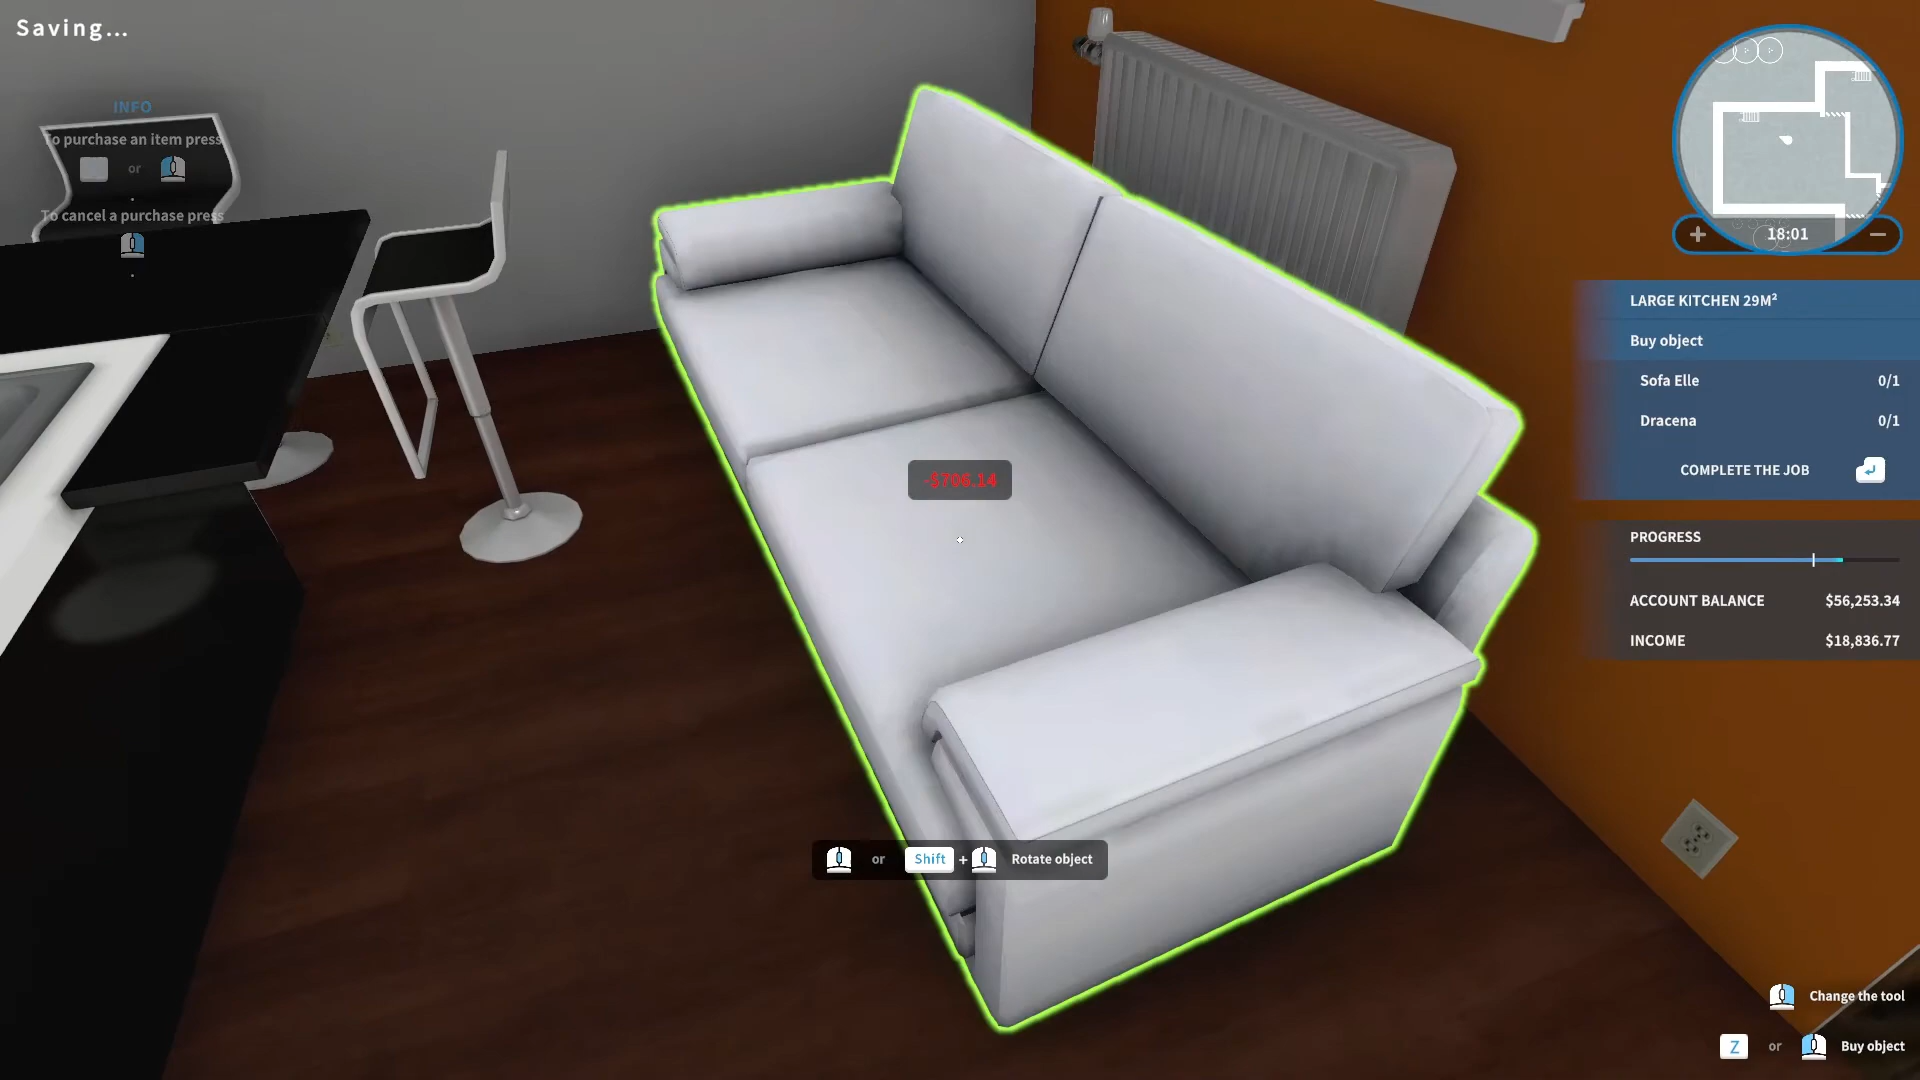 Saving...
INFO
To purchase an item press
or
.
To cancel a purchase press
.
-$706.14
or Shift + Rotate object
18:01
LARGE KITCHEN 29M²
Buy object
Sofa Elle 0/1
Dracena 0/1
COMPLETE THE JOB
PROGRESS
ACCOUNT BALANCE $56,253.34
INCOME $18,836.77
Change the tool
Z or Buy object